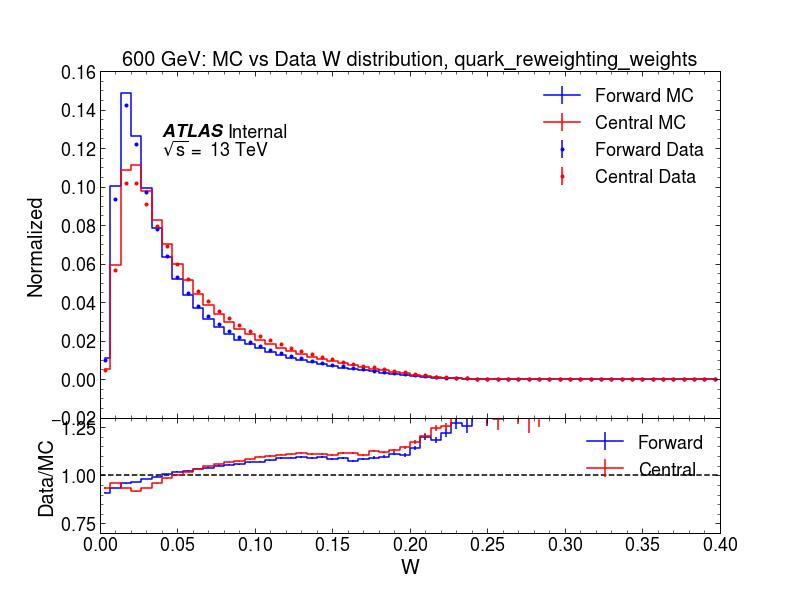 600 GeV: MC vs Data W distribution, quark_reweighting_weights
0.16
0.14
0.12
0.10
0.08
0.06
0.04
0.02
0.00
−0.02
Normalized
ATLAS Internal
√s = 13 TeV
Forward MC
Central MC
Forward Data
Central Data
1.25
1.00
0.75
Data/MC
Forward
Central
0.00 0.05 0.10 0.15 0.20 0.25 0.30 0.35 0.40
W